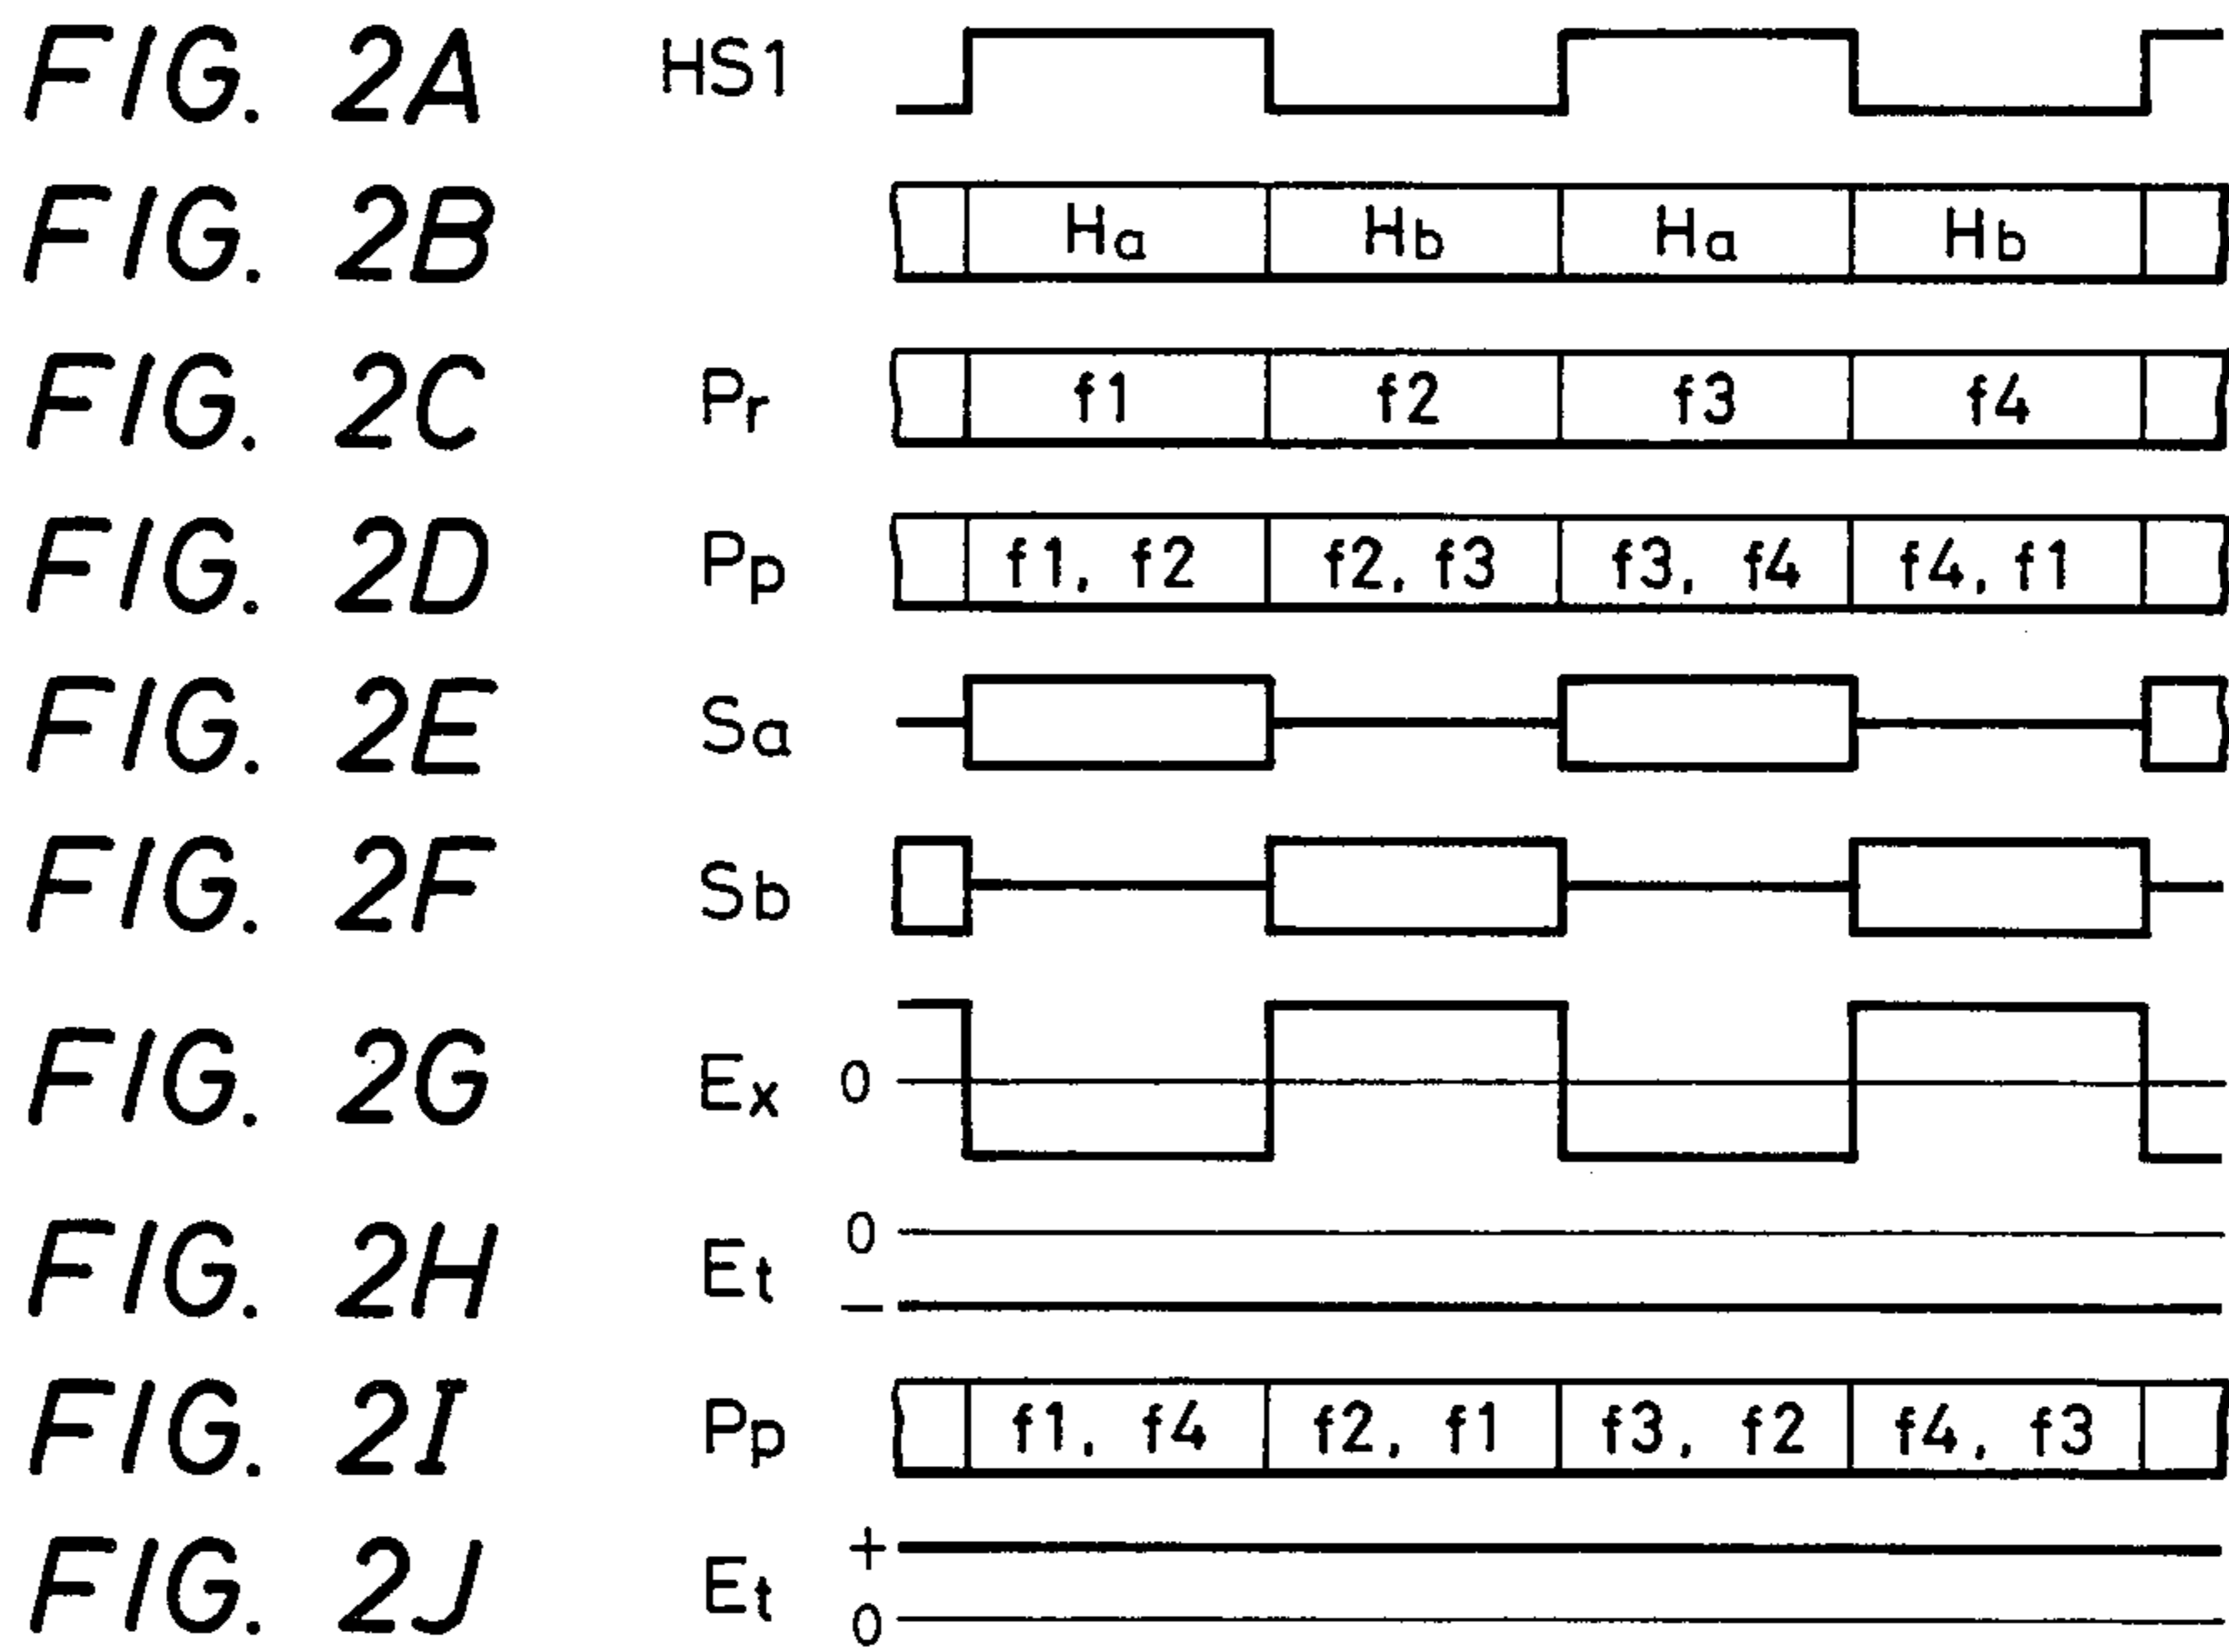 FIG. 2A HS1
FIG. 2B Ha Hb Ha Hb
FIG. 2C Pr f1 f2 f3 f4
FIG. 2D Pp f1, f2 f2, f3 f3, f4 f4, f1
FIG. 2E Sa
FIG. 2F Sb
FIG. 2G Ex 0
FIG. 2H Et 0 −
FIG. 2I Pp f1, f4 f2, f1 f3, f2 f4, f3
FIG. 2J Et + 0